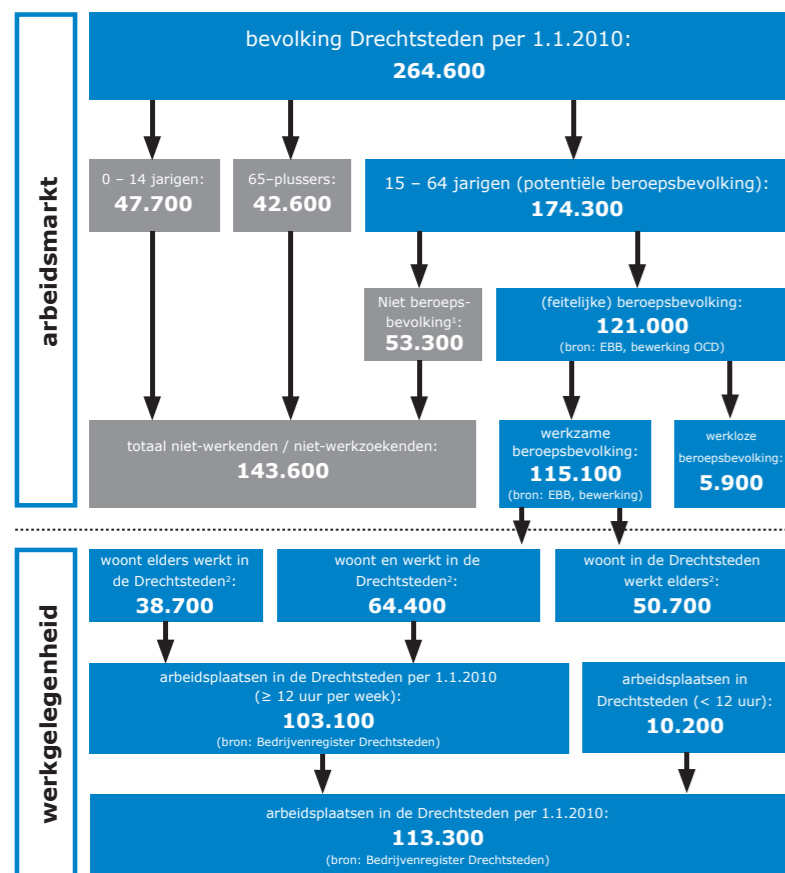 arbeidsmarkt
bevolking Drechtsteden per 1.1.2010:
264.600
0 – 14 jarigen:
47.700
65–plussers:
42.600
15 – 64 jarigen (potentiële beroepsbevolking):
174.300
Niet beroeps-
bevolking¹:
53.300
(feitelijke) beroepsbevolking:
121.000
(bron: EBB, bewerking OCD)
totaal niet-werkenden / niet-werkzoekenden:
143.600
werkzame
beroepsbevolking:
115.100
(bron: EBB, bewerking)
werkloze
beroepsbevolking:
5.900
werkgelegenheid
woont elders werkt in
de Drechtsteden²:
38.700
woont en werkt in de
Drechtsteden²:
64.400
woont in de Drechtsteden
werkt elders²:
50.700
arbeidsplaatsen in de Drechtsteden per 1.1.2010
(≥ 12 uur per week):
103.100
(bron: Bedrijvenregister Drechtsteden)
arbeidsplaatsen in
Drechtsteden (< 12 uur):
10.200
arbeidsplaatsen in de Drechtsteden per 1.1.2010:
113.300
(bron: Bedrijvenregister Drechtsteden)